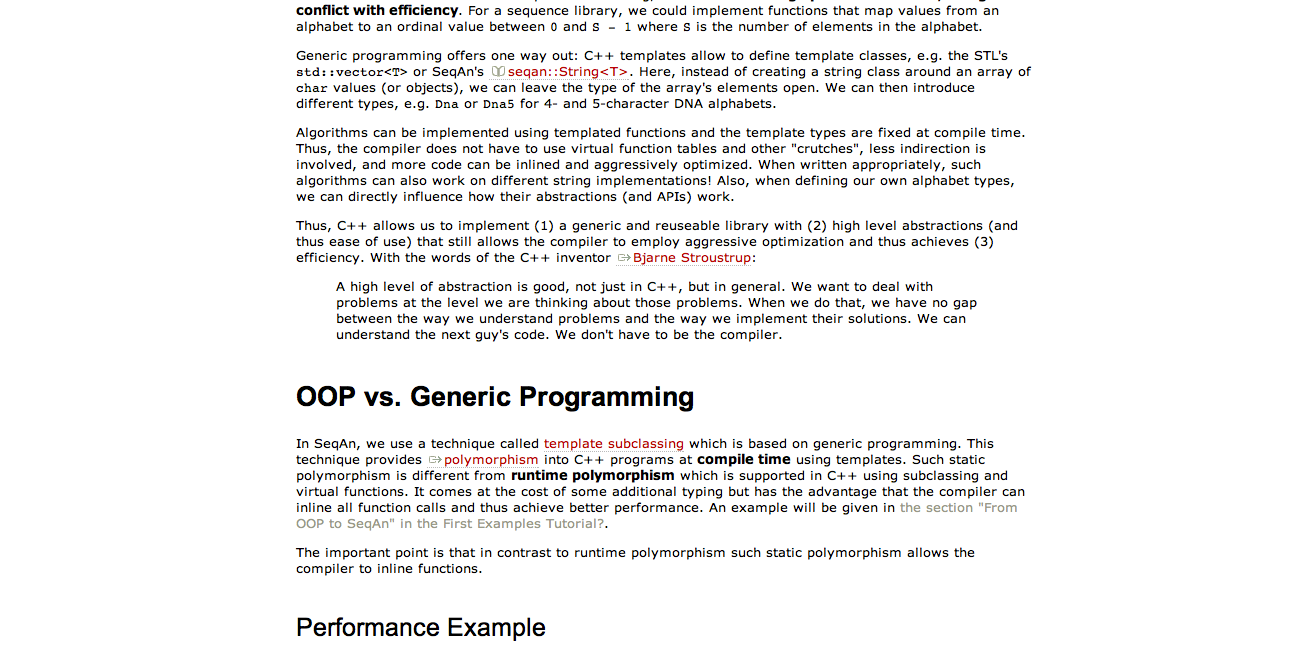 conflict with efficiency. For a sequence library, we could implement functions that map values from an
alphabet to an ordinal value between 0 and S - 1 where S is the number of elements in the alphabet.
Generic programming offers one way out: C++ templates allow to define template classes, e.g. the STL's
std::vector<T> or SeqAn's seqan::String<T>. Here, instead of creating a string class around an array of
char values (or objects), we can leave the type of the array's elements open. We can then introduce
different types, e.g. Dna or Dna5 for 4- and 5-character DNA alphabets.
Algorithms can be implemented using templated functions and the template types are fixed at compile time.
Thus, the compiler does not have to use virtual function tables and other "crutches", less indirection is
involved, and more code can be inlined and aggressively optimized. When written appropriately, such
algorithms can also work on different string implementations! Also, when defining our own alphabet types,
we can directly influence how their abstractions (and APIs) work.
Thus, C++ allows us to implement (1) a generic and reuseable library with (2) high level abstractions (and
thus ease of use) that still allows the compiler to employ aggressive optimization and thus achieves (3)
efficiency. With the words of the C++ inventor Bjarne Stroustrup:
A high level of abstraction is good, not just in C++, but in general. We want to deal with
problems at the level we are thinking about those problems. When we do that, we have no gap
between the way we understand problems and the way we implement their solutions. We can
understand the next guy's code. We don't have to be the compiler.
OOP vs. Generic Programming
In SeqAn, we use a technique called template subclassing which is based on generic programming. This
technique provides polymorphism into C++ programs at compile time using templates. Such static
polymorphism is different from runtime polymorphism which is supported in C++ using subclassing and
virtual functions. It comes at the cost of some additional typing but has the advantage that the compiler can
inline all function calls and thus achieve better performance. An example will be given in the section "From
OOP to SeqAn" in the First Examples Tutorial?.
The important point is that in contrast to runtime polymorphism such static polymorphism allows the
compiler to inline functions.
Performance Example